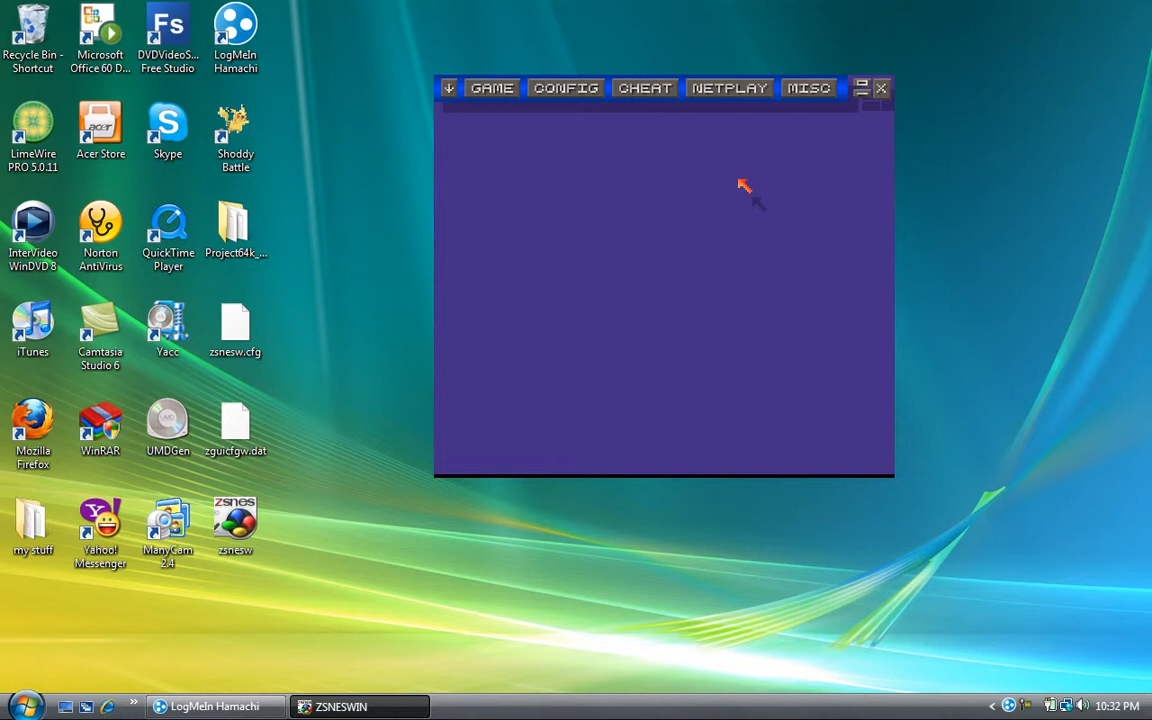 Recycle Bin -
Shortcut
Microsoft
Office 60 D...
Fs
DVDVideoS...
Free Studio
LogMeIn
Hamachi
LimeWire
PRO 5.0.11
acer
Acer Store
Skype
Shoddy
Battle
InterVideo
WinDVD 8
Norton
AntiVirus
QuickTime
Player
Project64k_...
iTunes
Camtasia
Studio 6
Yacc
zsnesw.cfg
Mozilla
Firefox
WinRAR
UMD
UMDGen
zguicfgw.dat
my stuff
Yahoo!
Messenger
ManyCam
2.4
zsnes
zsnesw
GAME CONFIG CHEAT NETPLAY MISC
LogMeIn Hamachi
ZSNESWIN
10:32 PM